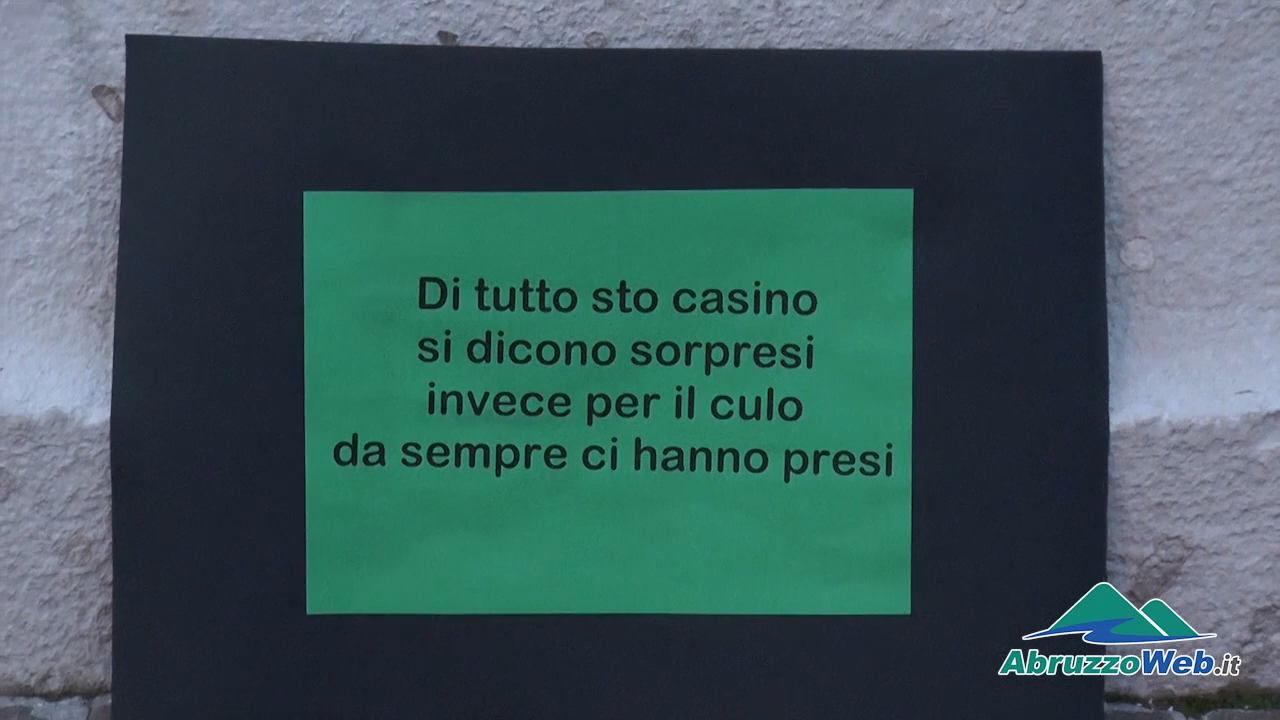 Di tutto sto casino
si dicono sorpresi
invece per il culo
da sempre ci hanno presi
AbruzzoWeb.it